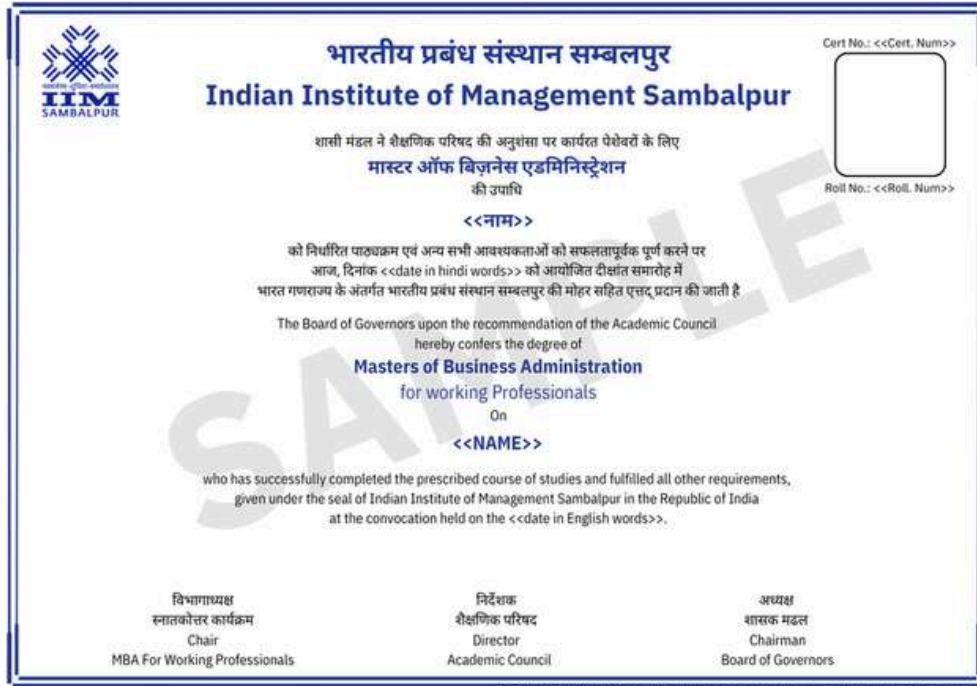 Cert No.: <<Cert. Num>>
भारतीय प्रबंध संस्थान सम्बलपुर
Indian Institute of Management Sambalpur
IIM
SAMBALPUR
शासी मंडल ने शैक्षणिक परिषद की अनुशंसा पर कार्यरत पेशेवरों के लिए
मास्टर ऑफ बिज़नेस एडमिनिस्ट्रेशन
की उपाधि
Roll No.: <<Roll. Num>>
<<नाम>>
को निर्धारित पाठ्यक्रम एवं अन्य सभी आवश्यकताओं को सफलतापूर्वक पूर्ण करने पर
आज, दिनांक <<date in hindi words>> को आयोजित दीक्षांत समारोह में
भारत गणराज्य के अंतर्गत भारतीय प्रबंध संस्थान सम्बलपुर की मोहर सहित एत्तद् प्रदान की जाती है
The Board of Governors upon the recommendation of the Academic Council
hereby confers the degree of
Masters of Business Administration
for working Professionals
On
<<NAME>>
who has successfully completed the prescribed course of studies and fulfilled all other requirements,
given under the seal of Indian Institute of Management Sambalpur in the Republic of India
at the convocation held on the <<date in English words>>.
SAMPLE
विभागाध्यक्ष
स्नातकोत्तर कार्यक्रम
Chair
MBA For Working Professionals
निर्देशक
शैक्षणिक परिषद
Director
Academic Council
अध्यक्ष
शासक मढल
Chairman
Board of Governors